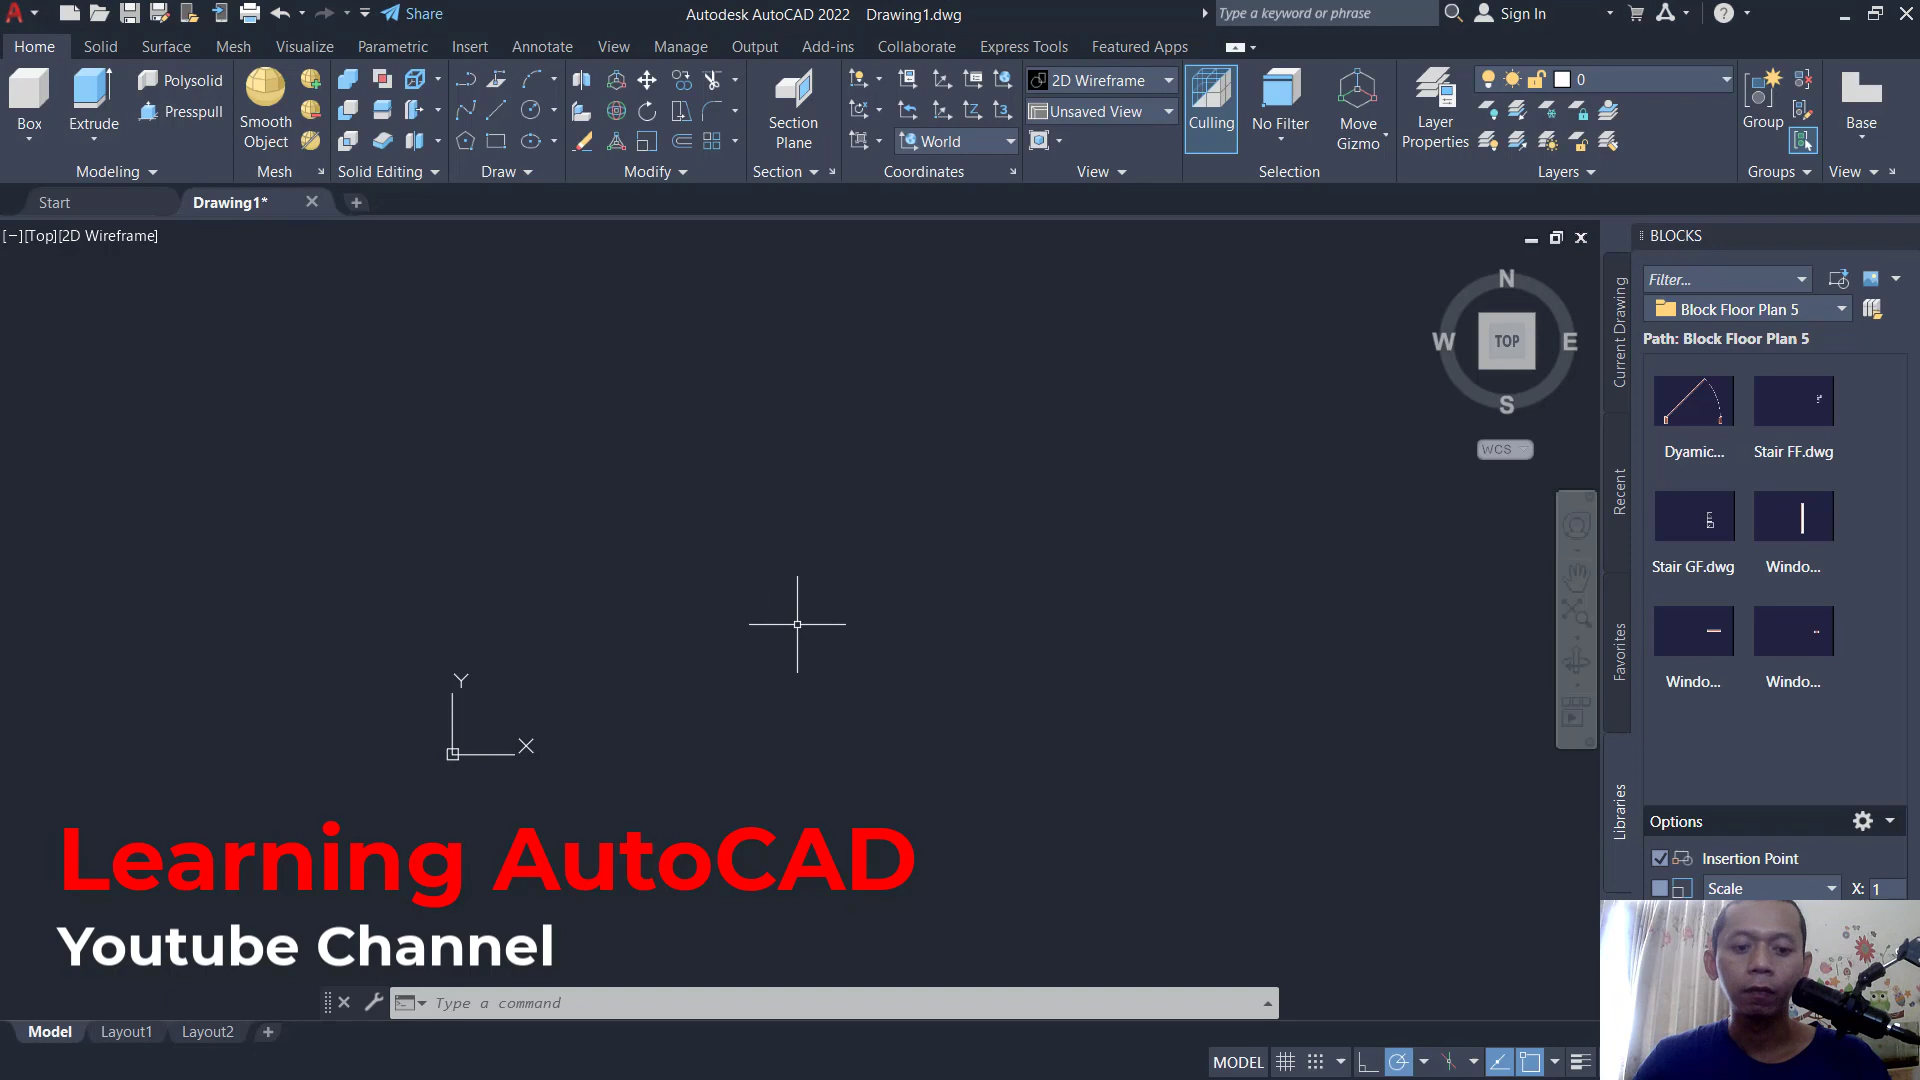 Share
Autodesk AutoCAD 2022 Drawing1.dwg
Type a keyword or phrase
Sign In
Home Solid Surface Mesh Visualize Parametric Insert Annotate View Manage Output Add-ins Collaborate Express Tools Featured Apps
Box
Extrude
Polysolid
Presspull
Modeling
Smooth
Object
Mesh
Solid Editing
Draw
Modify
Section
Plane
Section
World
Coordinates
2D Wireframe
Unsaved View
View
Culling
No Filter
Move
Gizmo
Selection
Layer
Properties
0
Layers
Group
Groups
Base
View
Start
Drawing1*
[−][Top][2D Wireframe]
N
W
TOP
E
S
WCS
Y
X
BLOCKS
Filter...
Block Floor Plan 5
Path: Block Floor Plan 5
Current Drawing
Recent
Favorites
Libraries
Dyamic... Stair FF.dwg
Stair GF.dwg Windo...
Windo... Windo...
Options
Insertion Point
Scale X: 1
Learning AutoCAD
Youtube Channel
Type a command
Model Layout1 Layout2
MODEL